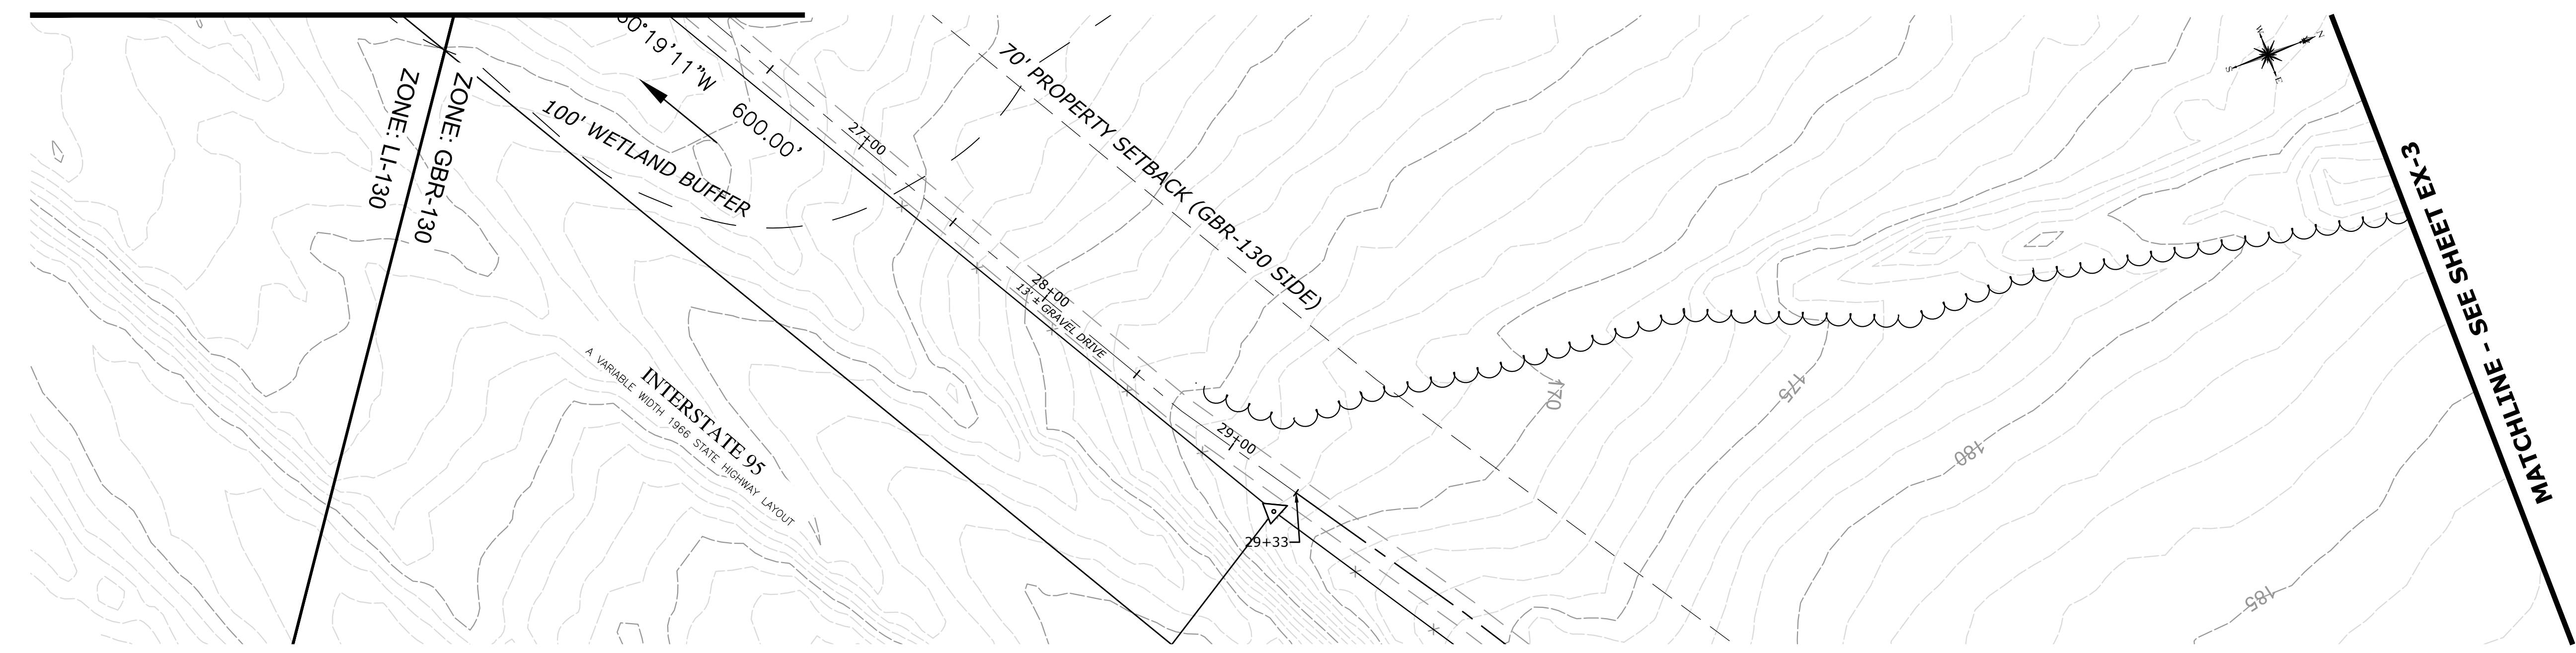 60°19'11"W 600.00'
ZONE: LI-130
ZONE: GBR-130
100' WETLAND BUFFER
27+00
70' PROPERTY SETBACK (GBR-130 SIDE)
28+00
13' ± GRAVEL DRIVE
INTERSTATE 95
A VARIABLE WIDTH 1966 STATE HIGHWAY LAYOUT
29+00
29+33
170
175
180
185
N
E
S
W
MATCHLINE - SEE SHEET EX-3